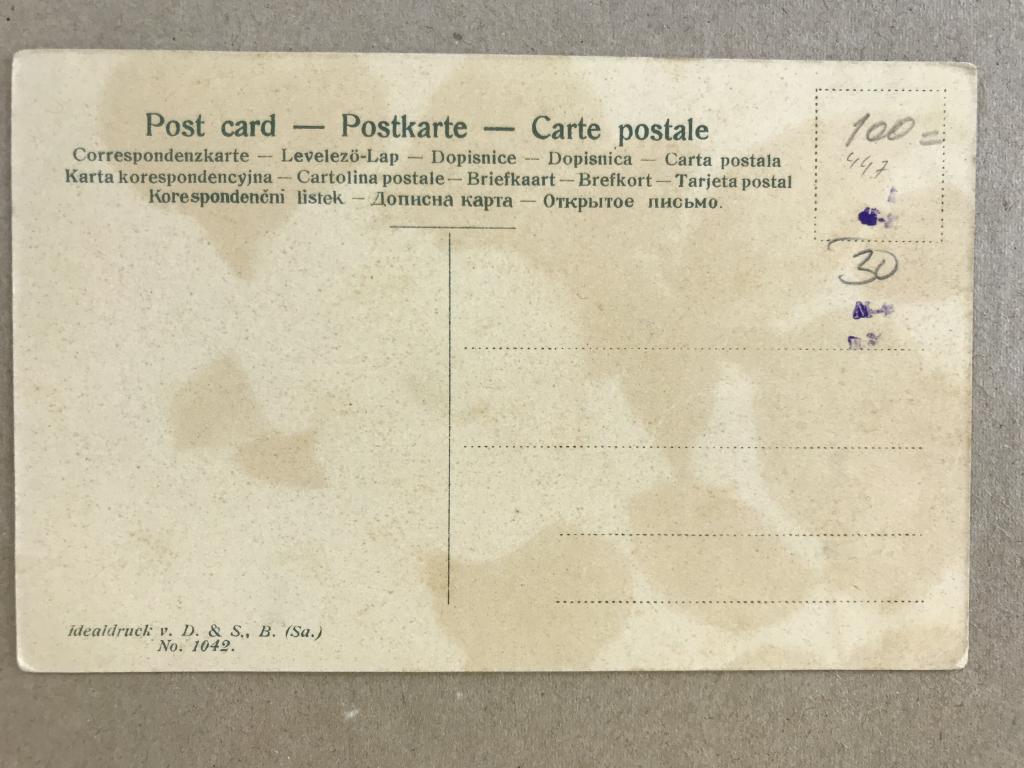 Post card — Postkarte — Carte postale
Correspondenzkarte — Levelezö-Lap — Dopisnice — Dopisnica — Carta postala
Karta korespondencyjna — Cartolina postale — Briefkaart — Brefkort — Tarjeta postal
Korespondenčni listek — Дописна карта — Открытое письмо.
100=
447
30
Idealdruck v. D. & S., B. (Sa.)
No. 1042.